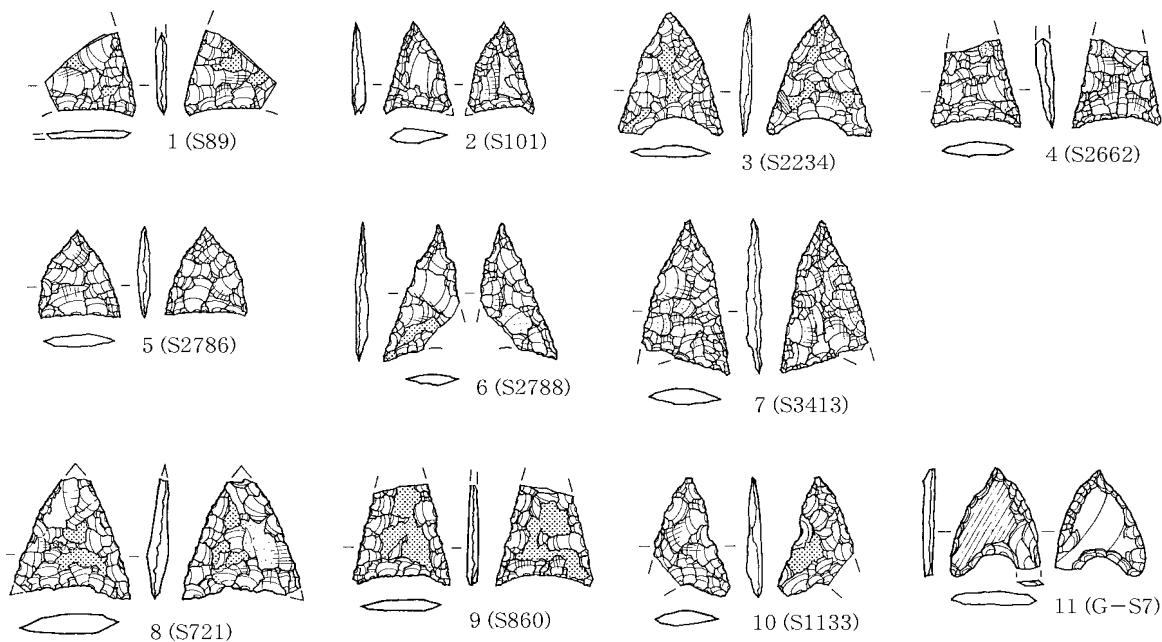 1 (S89)
2 (S101)
3 (S2234)
4 (S2662)
5 (S2786)
6 (S2788)
7 (S3413)
8 (S721)
9 (S860)
10 (S1133)
11 (G−S7)